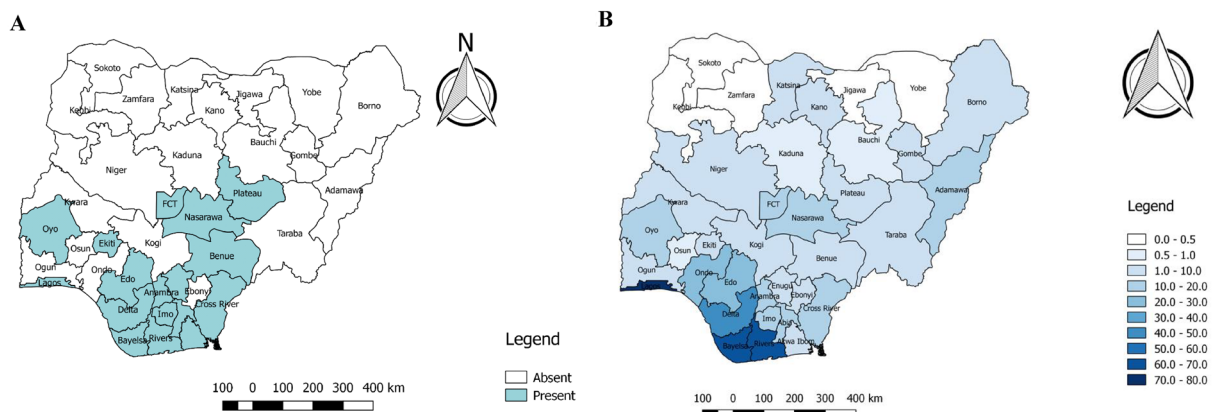 A
N
Sokoto
Kebbi
Zamfara
Katsina
Kano
Jigawa
Yobe
Borno
Bauchi
Gombe
Kaduna
Niger
Adamawa
Plateau
FCT
Nasarawa
Kwara
Oyo
Taraba
Kogi
Benue
Ekiti
Osun
Ogun
Ondo
Lagos
Edo
Anambra
Ebonyi
Cross River
Delta
Imo
Bayelsa
Rivers
Legend
Absent
Present
100 0 100 200 300 400 km
B
Sokoto
Kebbi
Zamfara
Katsina
Kano
Jigawa
Yobe
Borno
Bauchi
Gombe
Kaduna
Niger
Adamawa
Plateau
FCT
Nasarawa
Kwara
Oyo
Taraba
Kogi
Benue
Ekiti
Osun
Ogun
Ondo
Edo
Enugu
Anambra
Ebonyi
Cross River
Delta
Imo
Abia
Akwa Ibom
Bayelsa
Rivers
Legend
0.0 - 0.5
0.5 - 1.0
1.0 - 10.0
10.0 - 20.0
20.0 - 30.0
30.0 - 40.0
40.0 - 50.0
50.0 - 60.0
60.0 - 70.0
70.0 - 80.0
100 0 100 200 300 400 km